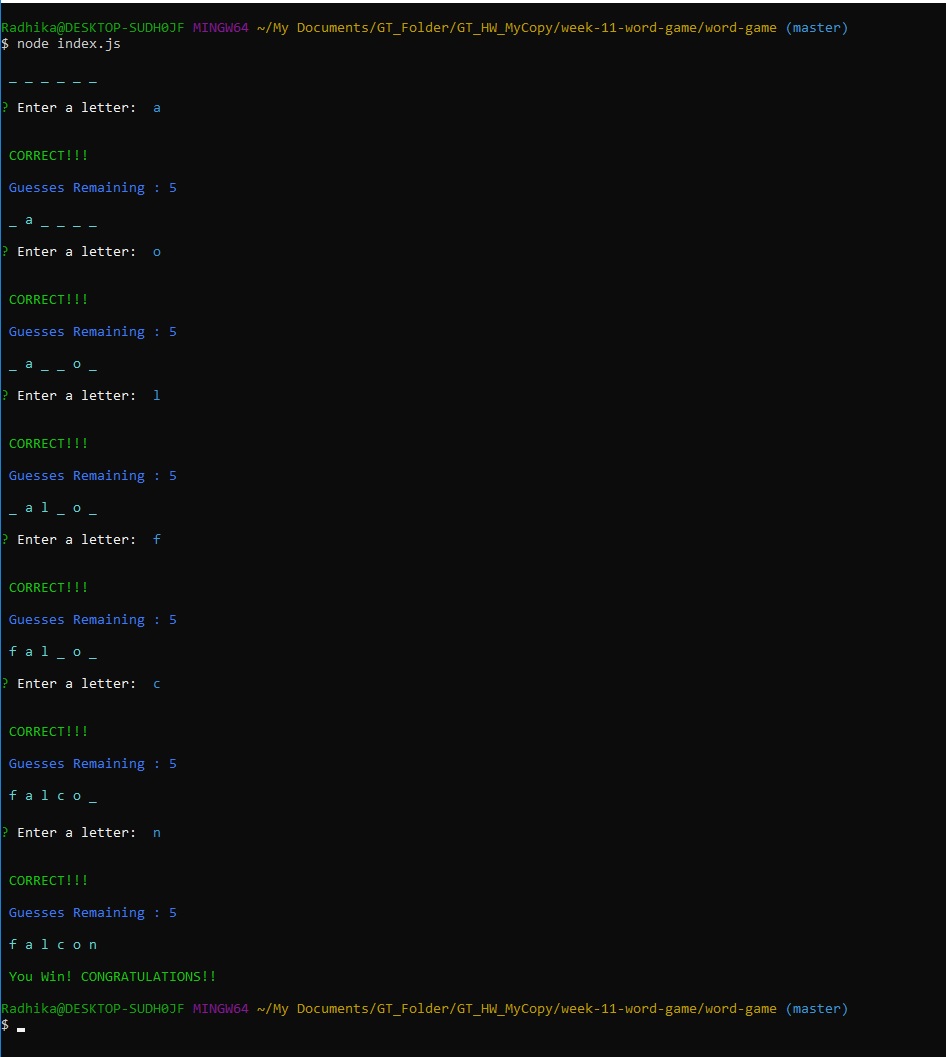 Radhika@DESKTOP-SUDH0JF MINGW64 ~/My Documents/GT_Folder/GT_HW_MyCopy/week-11-word-game/word-game (master)
$ node index.js
_ _ _ _ _ _
? Enter a letter:  a
CORRECT!!!
Guesses Remaining : 5
_ a _ _ _ _
? Enter a letter:  o
CORRECT!!!
Guesses Remaining : 5
_ a _ _ o _
? Enter a letter:  l
CORRECT!!!
Guesses Remaining : 5
_ a l _ o _
? Enter a letter:  f
CORRECT!!!
Guesses Remaining : 5
f a l _ o _
? Enter a letter:  c
CORRECT!!!
Guesses Remaining : 5
f a l c o _
? Enter a letter:  n
CORRECT!!!
Guesses Remaining : 5
f a l c o n
You Win! CONGRATULATIONS!!
Radhika@DESKTOP-SUDH0JF MINGW64 ~/My Documents/GT_Folder/GT_HW_MyCopy/week-11-word-game/word-game (master)
$